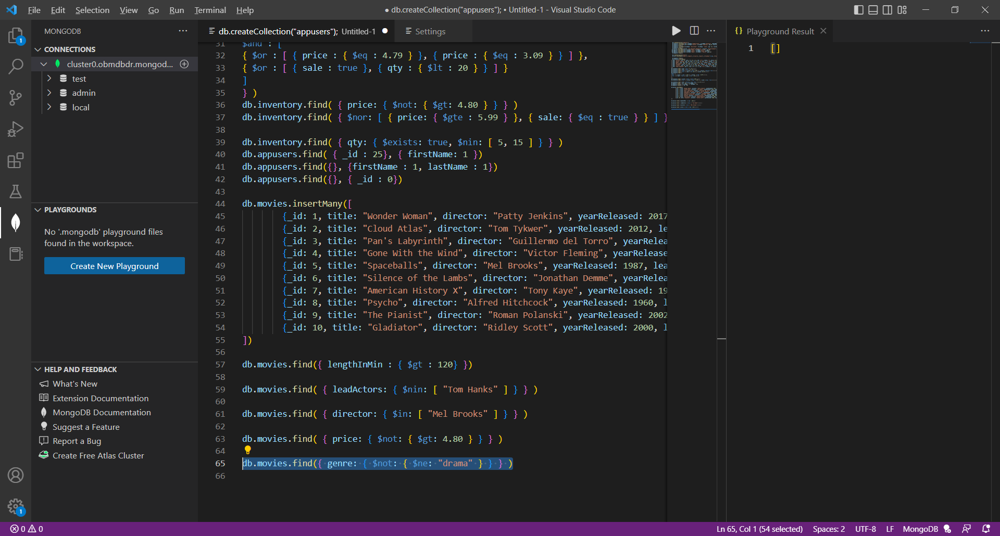 File Edit Selection View Go Run Terminal Help
● db.createCollection("appusers"); • Untitled-1 - Visual Studio Code
MONGODB
CONNECTIONS
cluster0.obmdbdr.mongod...
test
admin
local
PLAYGROUNDS
No '.mongodb' playground files
found in the workspace.
Create New Playground
HELP AND FEEDBACK
What's New
Extension Documentation
MongoDB Documentation
Suggest a Feature
Report a Bug
Create Free Atlas Cluster
1
1
db.createCollection("appusers"); Untitled-1
Settings
31 $and : [
32 { $or : [ { price : { $eq : 4.79 } }, { price : { $eq : 3.09 } } ] },
33 { $or : [ { sale : true }, { qty : { $lt : 20 } } ] }
34 ]
35 } )
36 db.inventory.find( { price: { $not: { $gt: 4.80 } } } )
37 db.inventory.find( { $nor: [ { price: { $gte : 5.99 } }, { sale: { $eq : true } } ] }
38
39 db.inventory.find( { qty: { $exists: true, $nin: [ 5, 15 ] } } )
40 db.appusers.find( { _id : 25}, { firstName: 1 })
41 db.appusers.find({}, {firstName : 1, lastName : 1})
42 db.appusers.find({}, { _id : 0})
43
44 db.movies.insertMany([
45 {_id: 1, title: "Wonder Woman", director: "Patty Jenkins", yearReleased: 2017
46 {_id: 2, title: "Cloud Atlas", director: "Tom Tykwer", yearReleased: 2012, le
47 {_id: 3, title: "Pan's Labyrinth", director: "Guillermo del Torro", yearRelea
48 {_id: 4, title: "Gone With the Wind", director: "Victor Fleming", yearRelease
49 {_id: 5, title: "Spaceballs", director: "Mel Brooks", yearReleased: 1987, lea
50 {_id: 6, title: "Silence of the Lambs", director: "Jonathan Demme", yearRelea
51 {_id: 7, title: "American History X", director: "Tony Kaye", yearReleased: 19
52 {_id: 8, title: "Psycho", director: "Alfred Hitchcock", yearReleased: 1960, l
53 {_id: 9, title: "The Pianist", director: "Roman Polanski", yearReleased: 2002
54 {_id: 10, title: "Gladiator", director: "Ridley Scott", yearReleased: 2000, l
55 ])
56
57 db.movies.find({ lengthInMin : { $gt : 120} })
58
59 db.movies.find( { leadActors: { $nin: [ "Tom Hanks" ] } } )
60
61 db.movies.find( { director: { $in: [ "Mel Brooks" ] } } )
62
63 db.movies.find( { price: { $not: { $gt: 4.80 } } } )
64
65 db.movies.find({ genre: { $not: { $ne: "drama" } } } )
66
{} Playground Result
1 []
0 0
Ln 65, Col 1 (54 selected) Spaces: 2 UTF-8 LF MongoDB